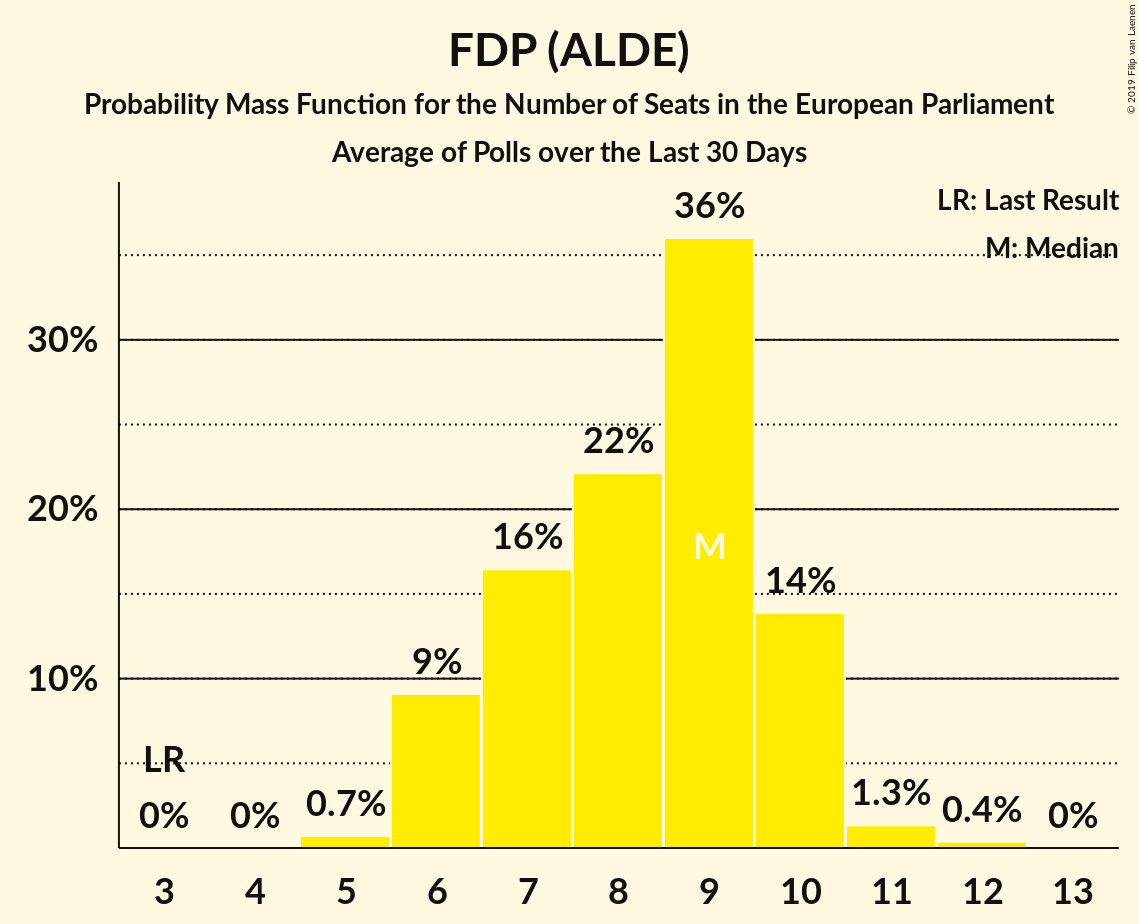 FDP (ALDE)
Probability Mass Function for the Number of Seats in the European Parliament
Average of Polls over the Last 30 Days
© 2019 Filip van Laenen
LR: Last Result
M: Median
36%
30%
22%
20%
16%
M
14%
10%
9%
LR
0%
0%
0.7%
1.3%
0.4%
0%
3 4 5 6 7 8 9 10 11 12 13